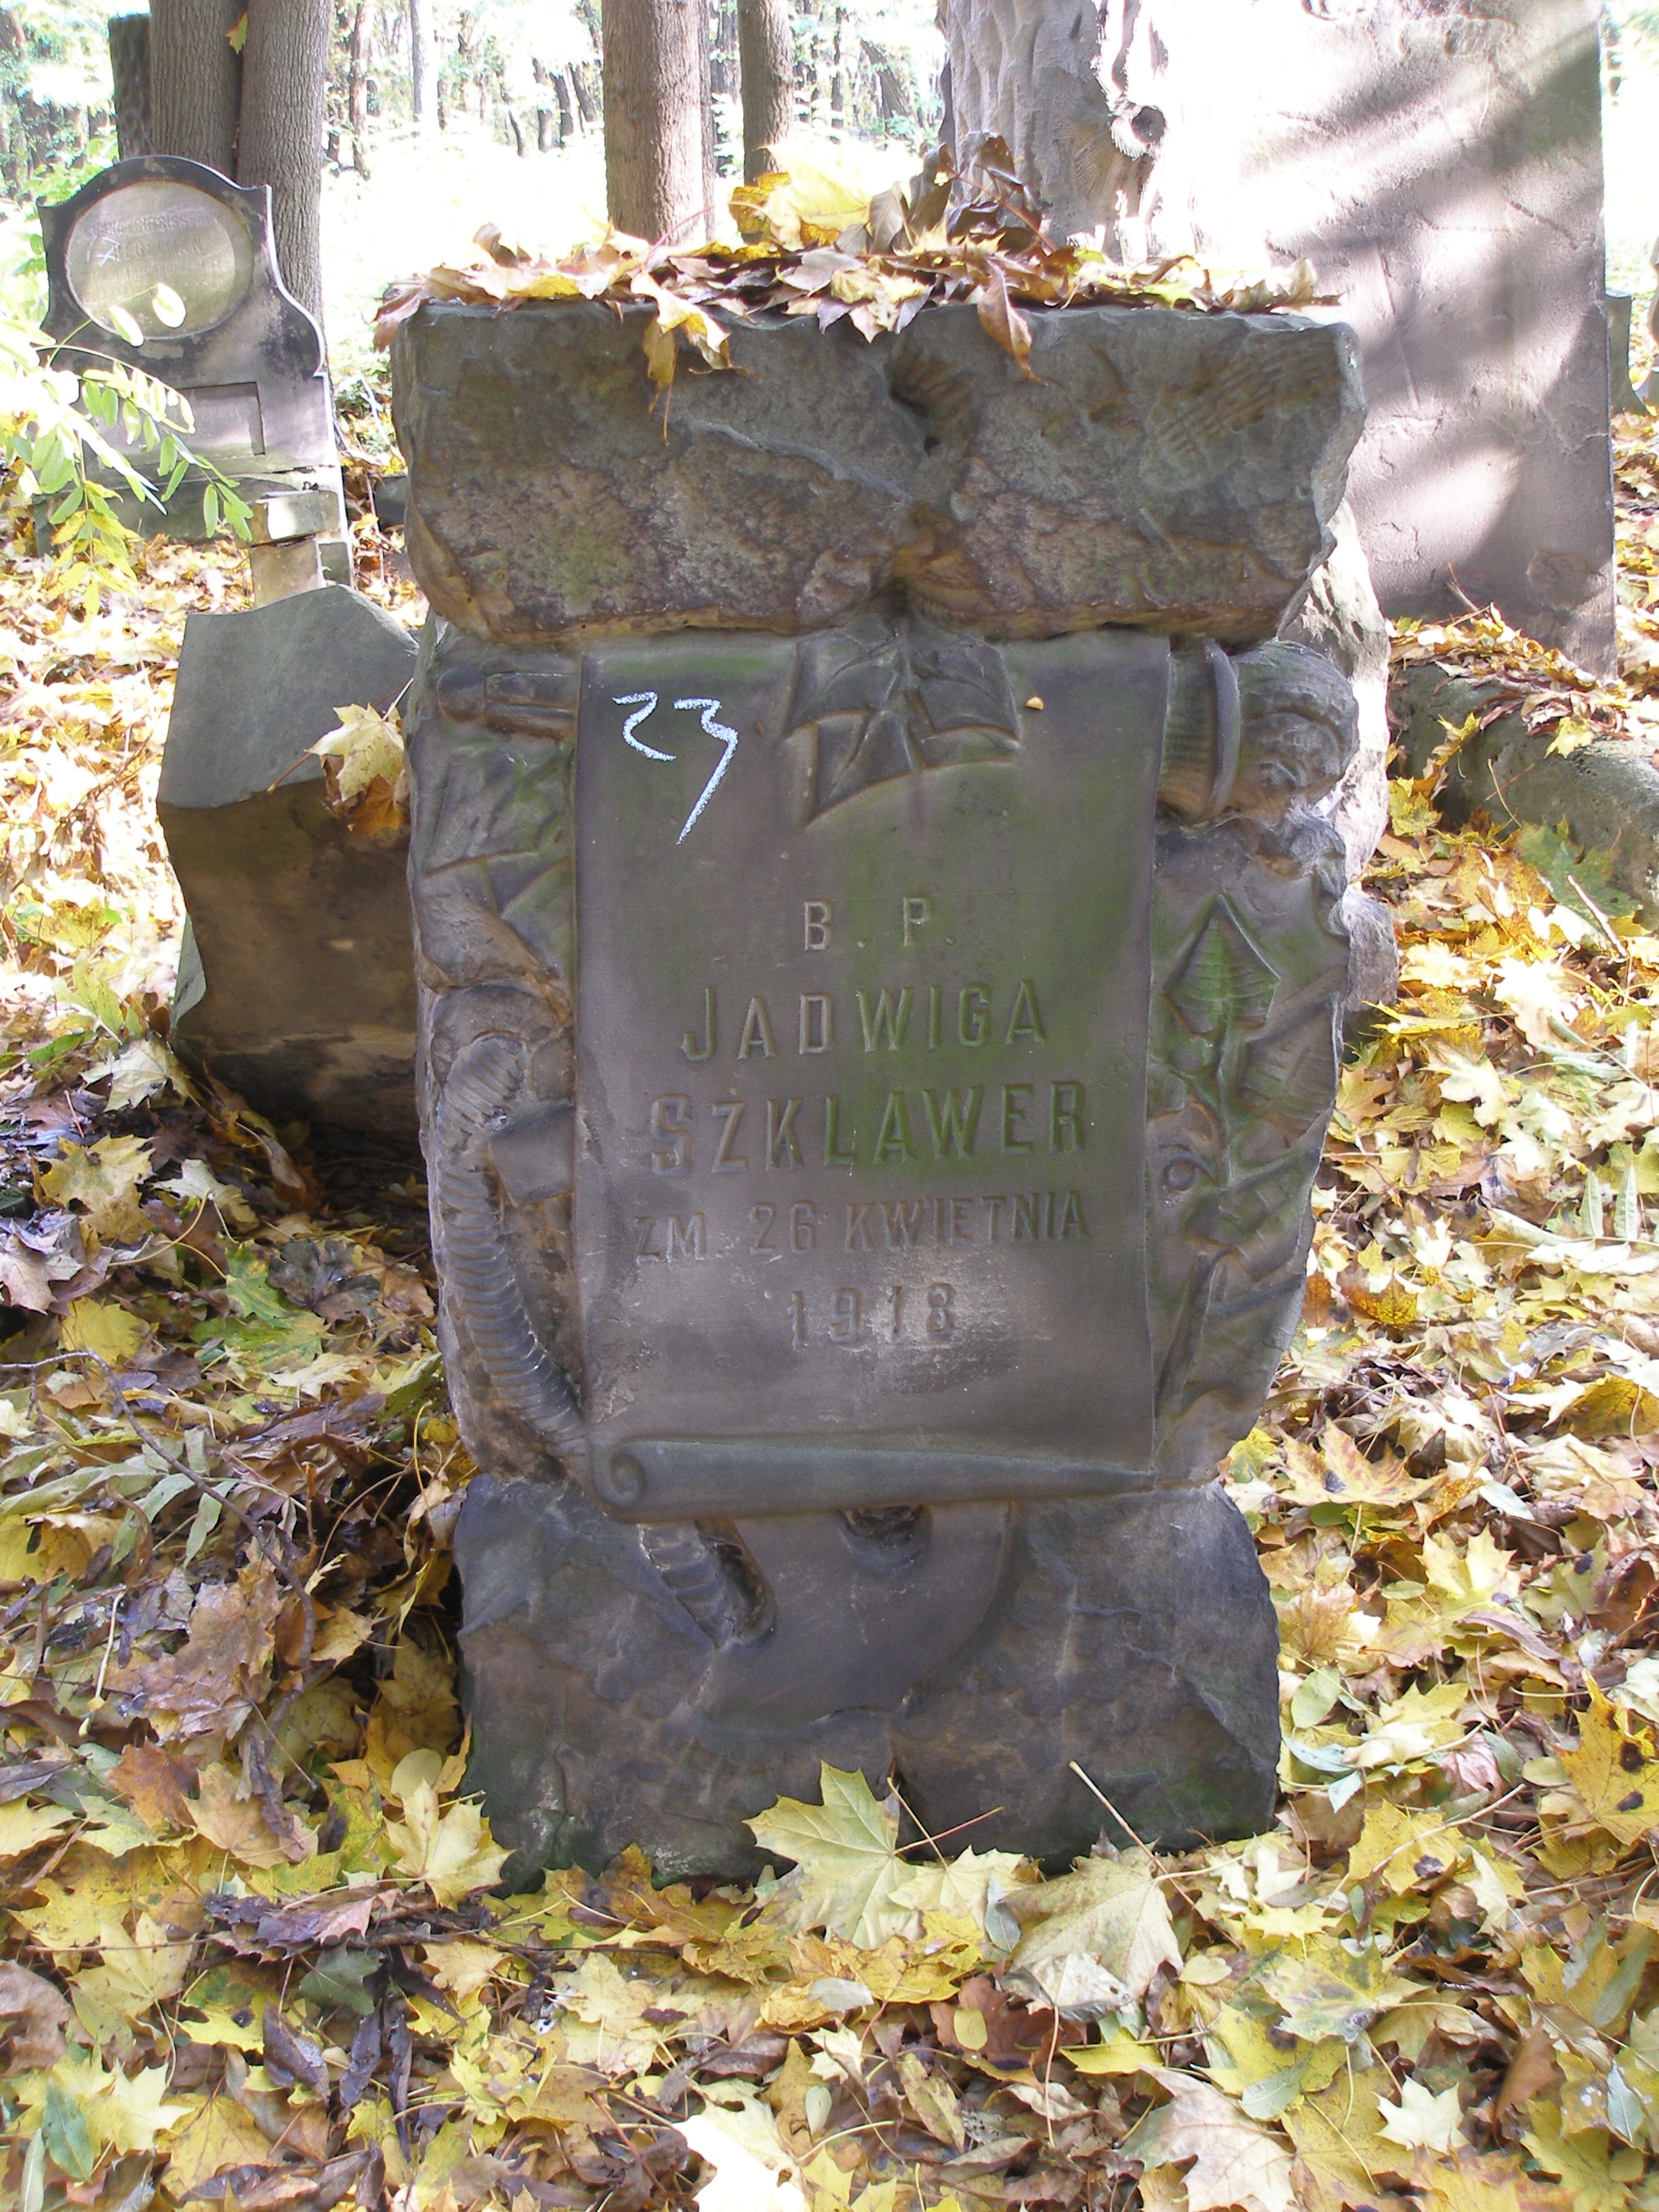 23
B. P.
JADWIGA
SZKLAWER
ZM. 26 KWIETNIA
1918